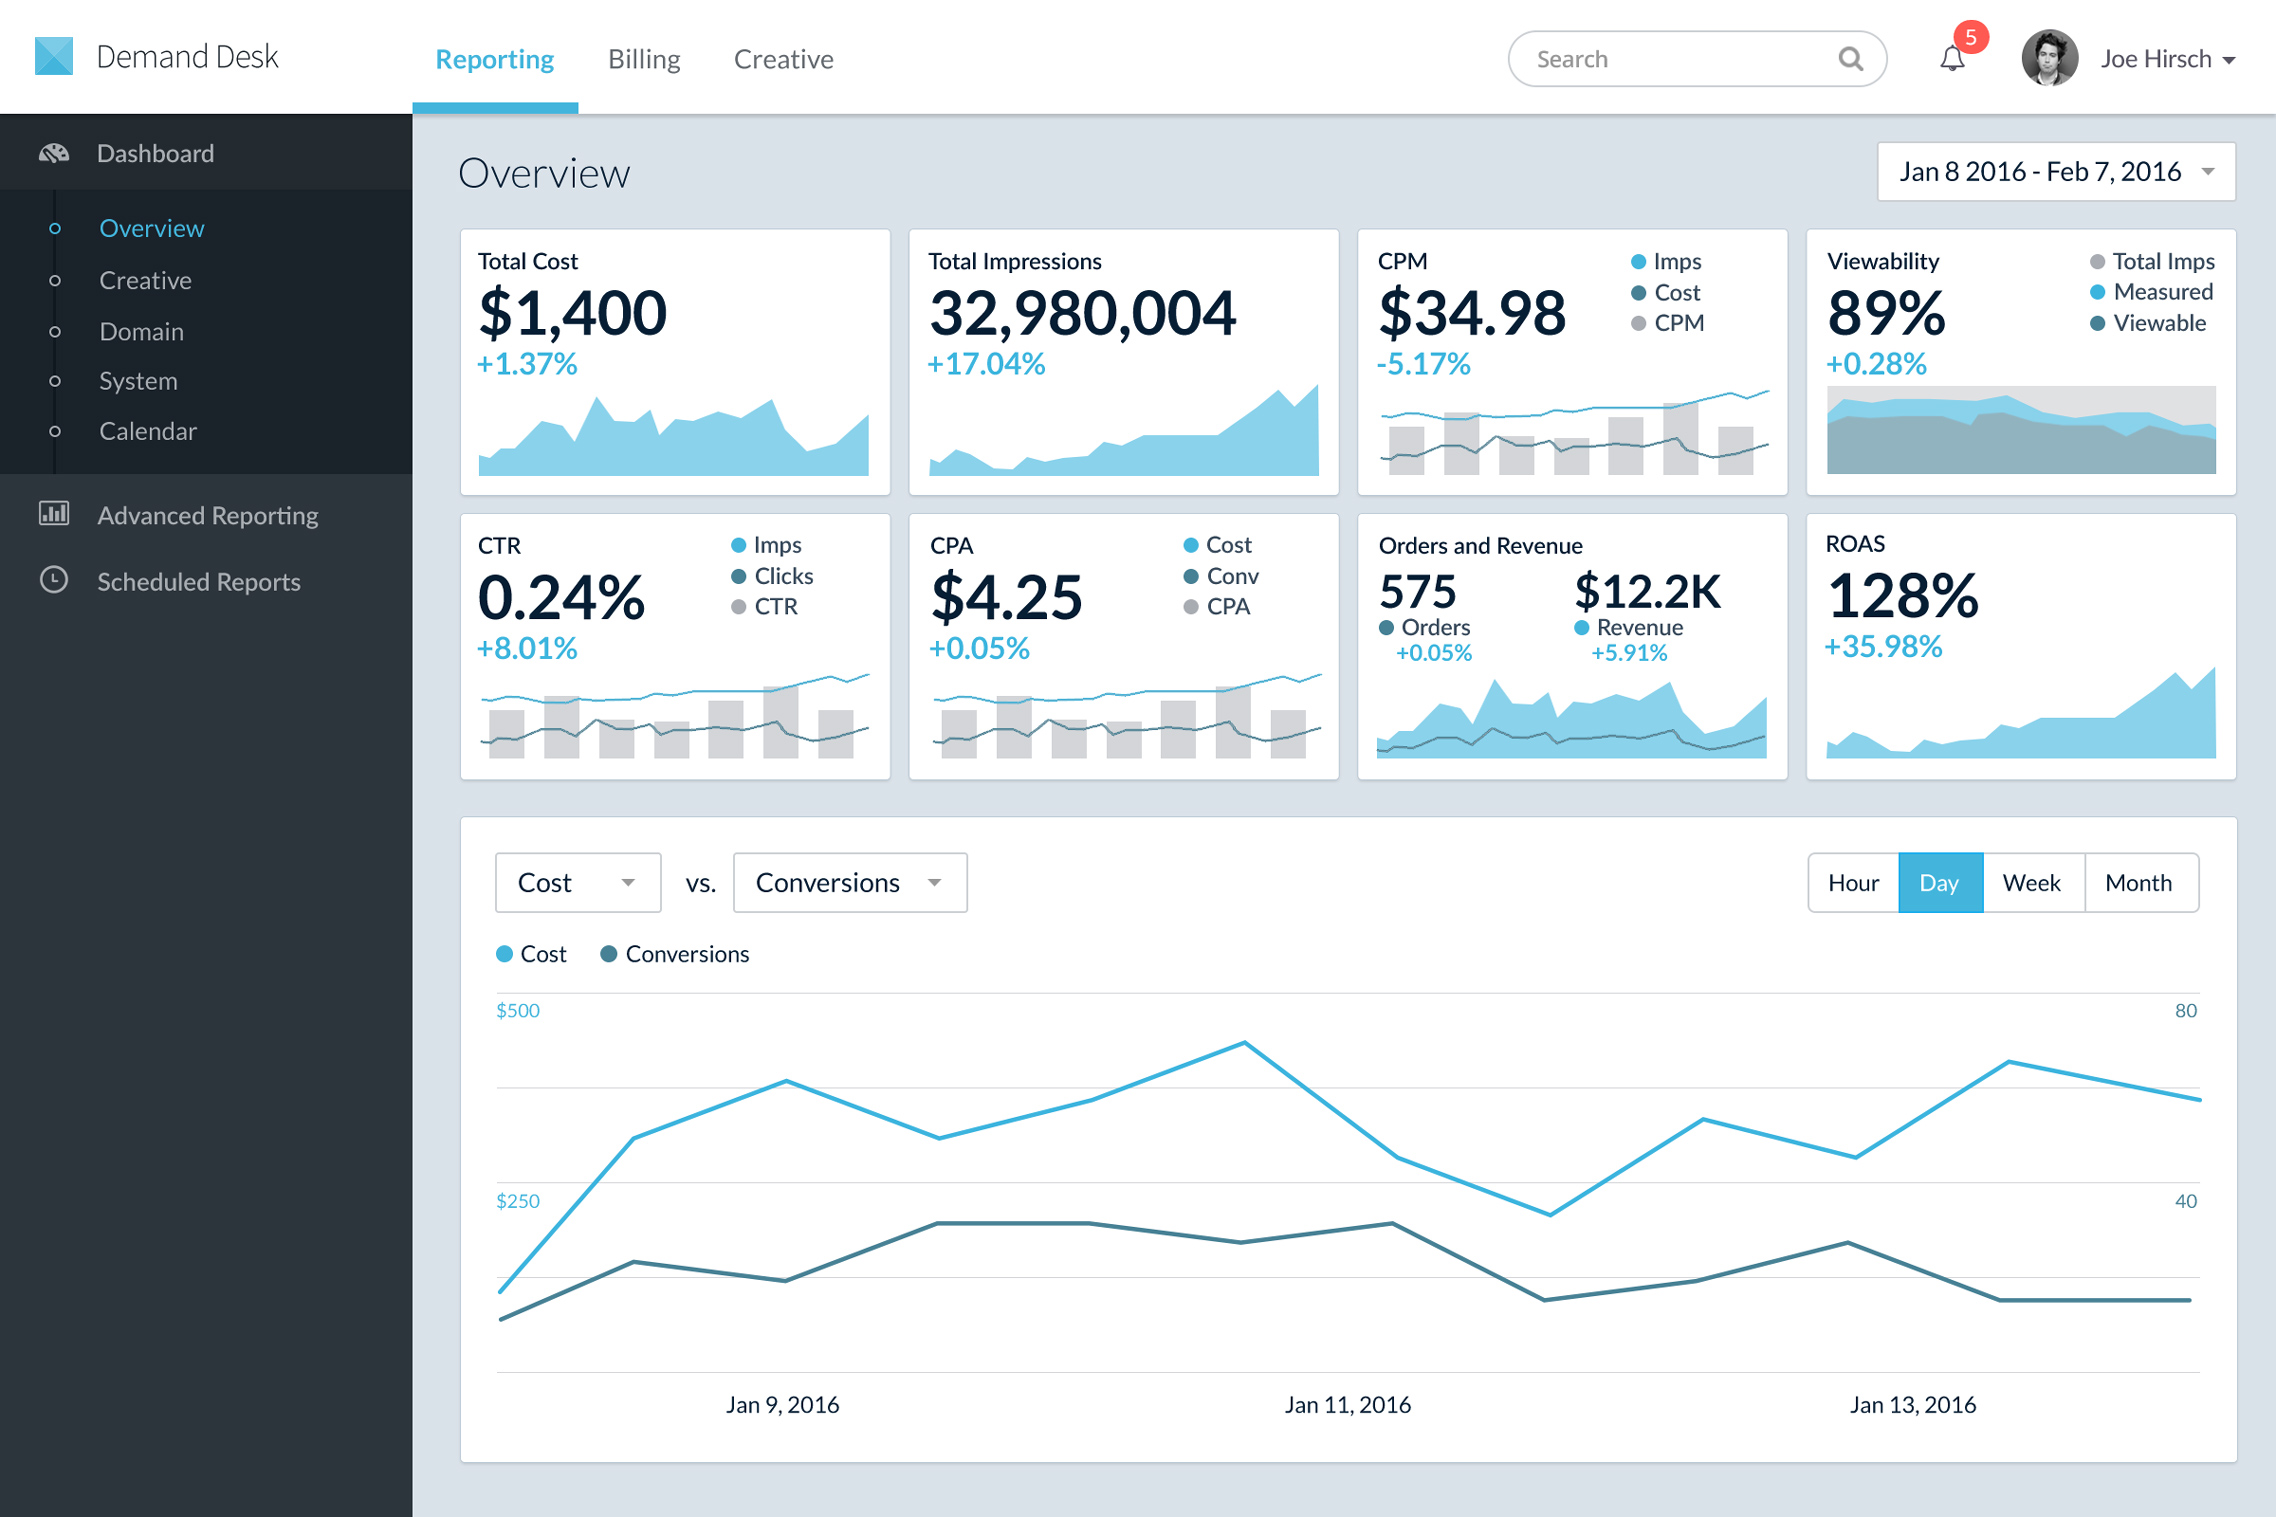 Demand Desk
Reporting
Billing
Creative
Search
5
Joe Hirsch
Dashboard
Overview
Creative
Domain
System
Calendar
Advanced Reporting
Scheduled Reports
Overview
Jan 8 2016 - Feb 7, 2016
Total Cost
$1,400
+1.37%
Total Impressions
32,980,004
+17.04%
CPM
$34.98
-5.17%
Imps
Cost
CPM
Viewability
89%
+0.28%
Total Imps
Measured
Viewable
CTR
0.24%
+8.01%
Imps
Clicks
CTR
CPA
$4.25
+0.05%
Cost
Conv
CPA
Orders and Revenue
575
Orders
+0.05%
$12.2K
Revenue
+5.91%
ROAS
128%
+35.98%
Cost
vs.
Conversions
Hour
Day
Week
Month
Cost
Conversions
$500
80
$250
40
Jan 9, 2016
Jan 11, 2016
Jan 13, 2016